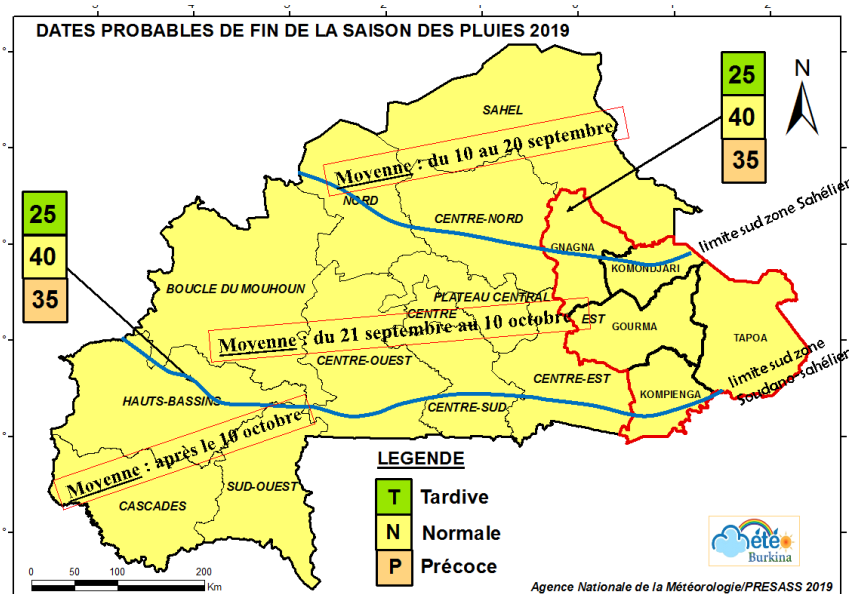 DATES PROBABLES DE FIN DE LA SAISON DES PLUIES 2019
25
40
35
N
SAHEL
Moyenne : du 10 au 20 septembre
NORD
CENTRE-NORD
limite sud zone Sahélier
GNAGNA
KOMONDJARI
25
40
35
BOUCLE DU MOUHOUN
PLATEAU CENTRAL
CENTRE
EST
Moyenne : du 21 septembre au 10 octobre
GOURMA
TAPOA
CENTRE-OUEST
CENTRE-EST
KOMPIENGA
limite sud zone
Soudano-Sahélier
HAUTS-BASSINS
CENTRE-SUD
Moyenne : après le 10 octobre
CASCADES
SUD-OUEST
LEGENDE
T Tardive
N Normale
P Précoce
Météo
Burkina
0 50 100 200
Km
Agence Nationale de la Météorologie/PRESASS 2019